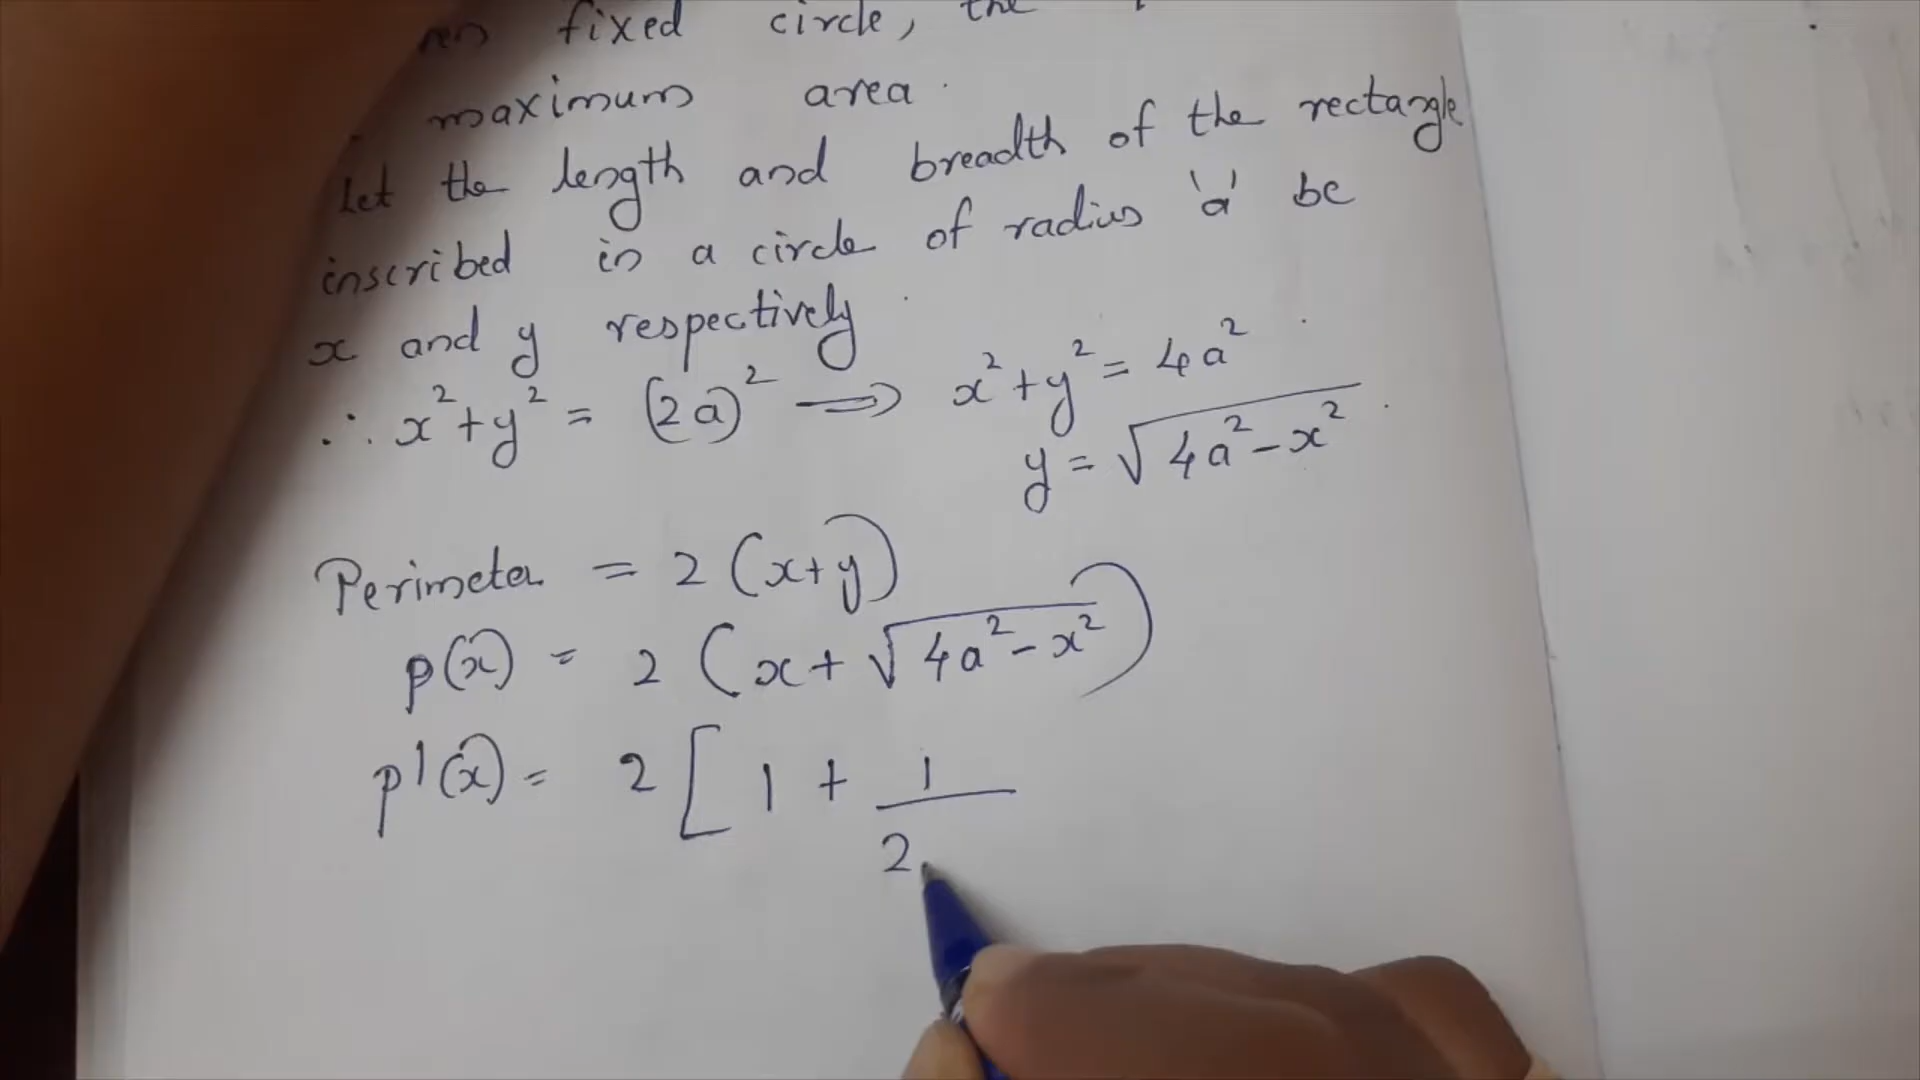 fixed circle, the
maximum area.
Let the length and breadth of the rectangle
inscribed in a circle of radius 'a' be
x and y respectively.
∴ x²+y² = (2a)² ⟹ x²+y² = 4a².
y = √(4a²-x²).
Perimeter = 2(x+y)
p(x) = 2(x+√(4a²-x²))
p'(x) = 2[1 + 1/2